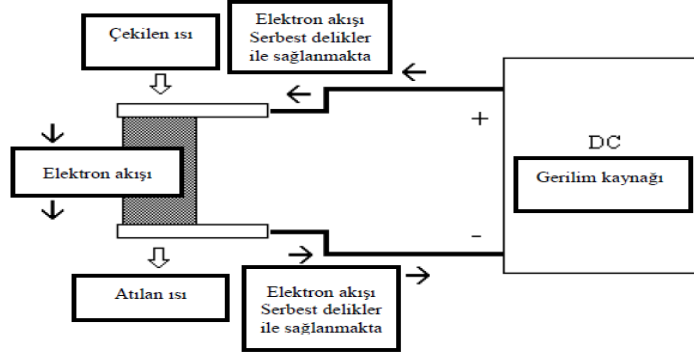 Çekilen ısı
Elektron akışı
Serbest delikler
ile sağlanmakta
+
DC
Gerilim kaynağı
Elektron akışı
-
Atılan ısı
Elektron akışı
Serbest delikler
ile sağlanmakta